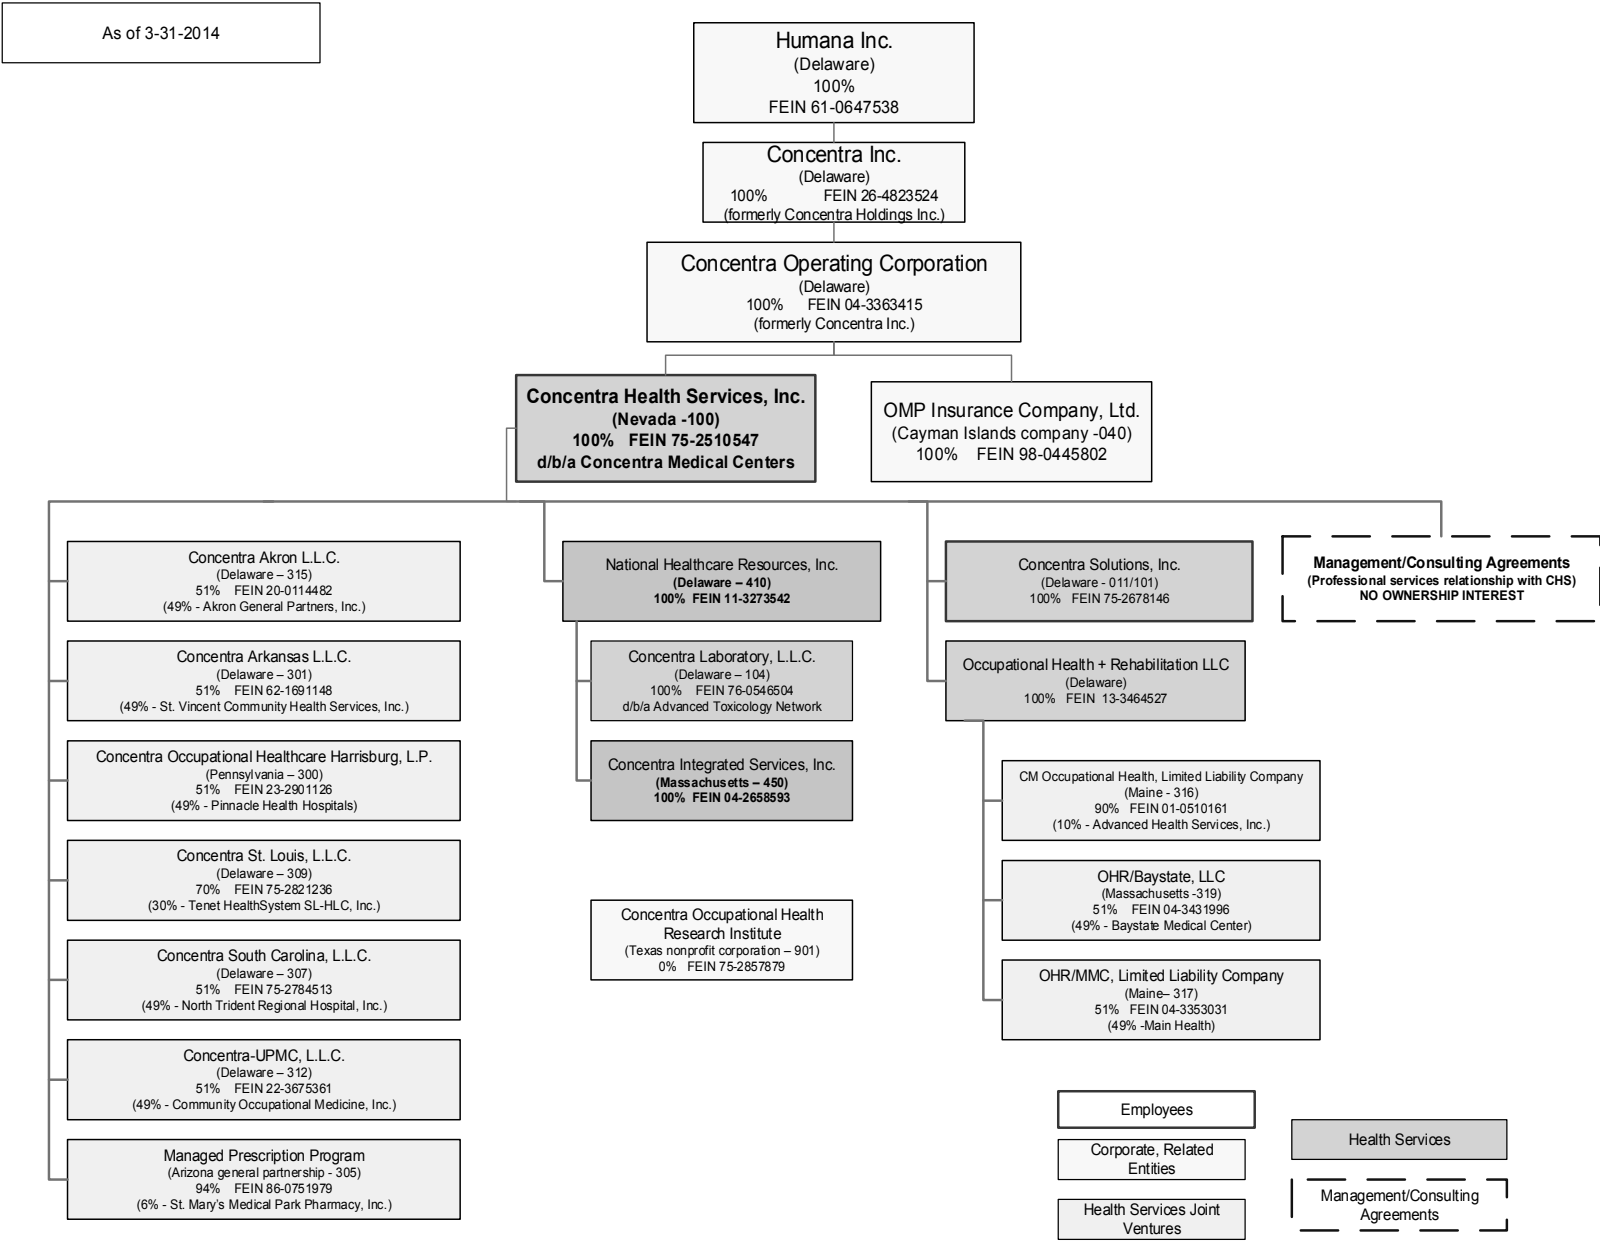 As of 3-31-2014
Humana Inc.
(Delaware)
100%
FEIN 61-0647538
Concentra Inc.
(Delaware)
100% FEIN 26-4823524
(formerly Concentra Holdings Inc.)
Concentra Operating Corporation
(Delaware)
100% FEIN 04-3363415
(formerly Concentra Inc.)
Concentra Health Services, Inc.
(Nevada -100)
100% FEIN 75-2510547
d/b/a Concentra Medical Centers
OMP Insurance Company, Ltd.
(Cayman Islands company -040)
100% FEIN 98-0445802
Concentra Akron L.L.C.
(Delaware – 315)
51% FEIN 20-0114482
(49% - Akron General Partners, Inc.)
Concentra Arkansas L.L.C.
(Delaware – 301)
51% FEIN 62-1691148
(49% - St. Vincent Community Health Services, Inc.)
Concentra Occupational Healthcare Harrisburg, L.P.
(Pennsylvania – 300)
51% FEIN 23-2901126
(49% - Pinnacle Health Hospitals)
Concentra St. Louis, L.L.C.
(Delaware – 309)
70% FEIN 75-2821236
(30% - Tenet HealthSystem SL-HLC, Inc.)
Concentra South Carolina, L.L.C.
(Delaware – 307)
51% FEIN 75-2784513
(49% - North Trident Regional Hospital, Inc.)
Concentra-UPMC, L.L.C.
(Delaware – 312)
51% FEIN 22-3675361
(49% - Community Occupational Medicine, Inc.)
Managed Prescription Program
(Arizona general partnership - 305)
94% FEIN 86-0751979
(6% - St. Mary's Medical Park Pharmacy, Inc.)
National Healthcare Resources, Inc.
(Delaware – 410)
100% FEIN 11-3273542
Concentra Laboratory, L.L.C.
(Delaware – 104)
100% FEIN 76-0546504
d/b/a Advanced Toxicology Network
Concentra Integrated Services, Inc.
(Massachusetts – 450)
100% FEIN 04-2658593
Concentra Occupational Health
Research Institute
(Texas nonprofit corporation – 901)
0% FEIN 75-2857879
Concentra Solutions, Inc.
(Delaware - 011/101)
100% FEIN 75-2678146
Occupational Health + Rehabilitation LLC
(Delaware)
100% FEIN 13-3464527
CM Occupational Health, Limited Liability Company
(Maine - 316)
90% FEIN 01-0510161
(10% - Advanced Health Services, Inc.)
OHR/Baystate, LLC
(Massachusetts -319)
51% FEIN 04-3431996
(49% - Baystate Medical Center)
OHR/MMC, Limited Liability Company
(Maine– 317)
51% FEIN 04-3353031
(49% -Main Health)
Management/Consulting Agreements
(Professional services relationship with CHS)
NO OWNERSHIP INTEREST
Employees
Corporate, Related
Entities
Health Services Joint
Ventures
Health Services
Management/Consulting
Agreements